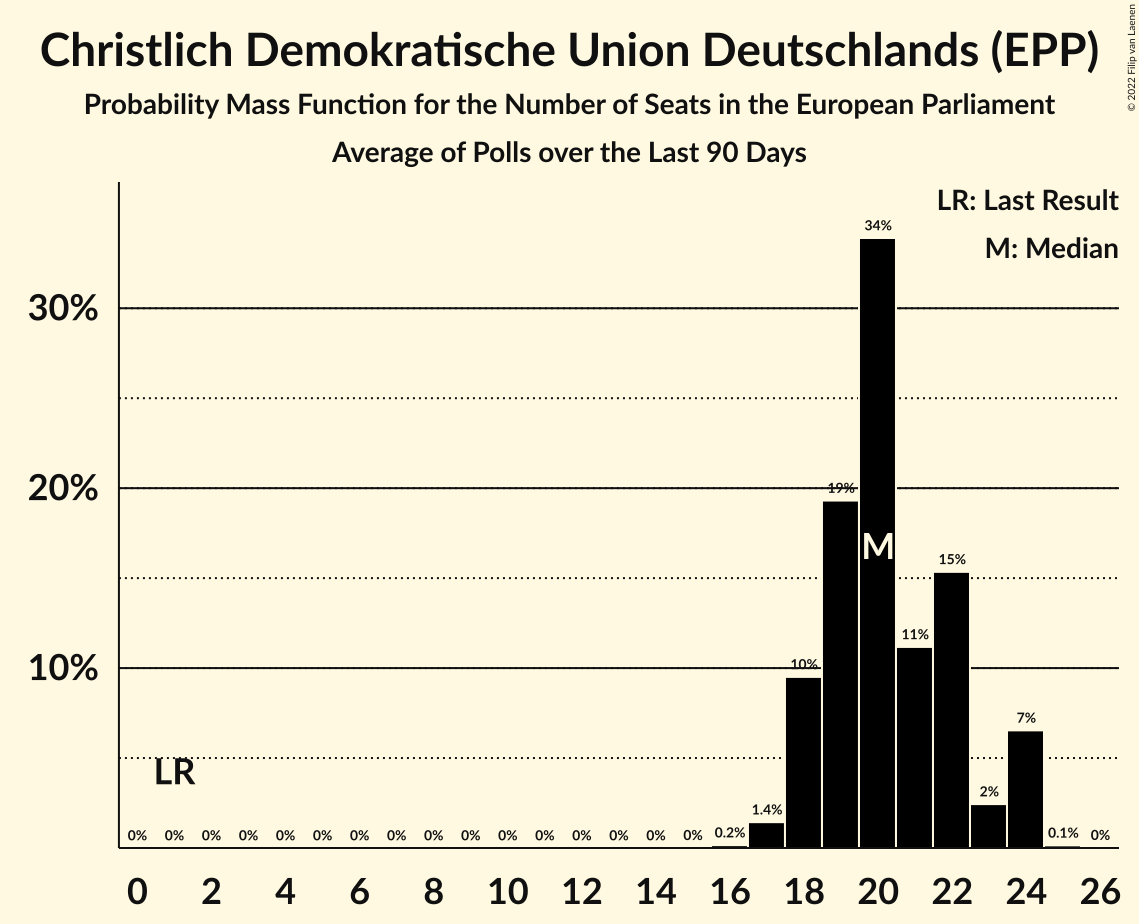 Christlich Demokratische Union Deutschlands (EPP)
Probability Mass Function for the Number of Seats in the European Parliament
Average of Polls over the Last 90 Days
© 2022 Filip van Laenen
LR: Last Result
M: Median
34%
30%
20%
19%
M
15%
11%
10%
10%
7%
LR
2%
1.4%
0% 0% 0% 0% 0% 0% 0% 0% 0% 0% 0% 0% 0% 0% 0% 0% 0.2% 0.1% 0%
0 2 4 6 8 10 12 14 16 18 20 22 24 26